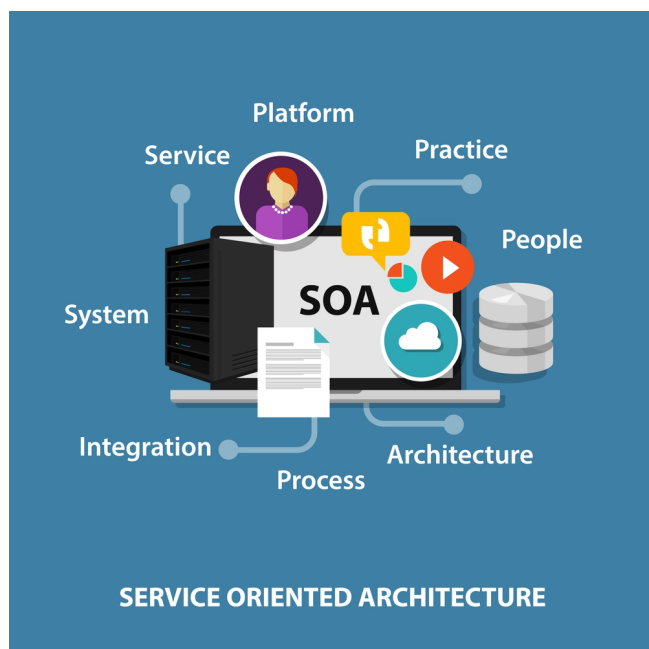 Platform
Service
Practice
People
SOA
System
Integration
Architecture
Process
SERVICE ORIENTED ARCHITECTURE